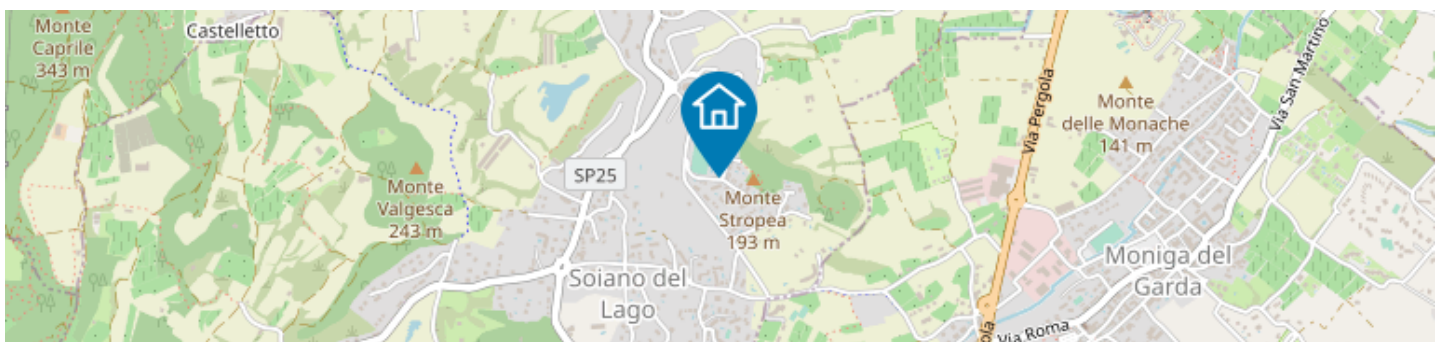 Monte
Caprile
343 m
Castelletto
Monte
Valgesca
243 m
SP25
Soiano del
Lago
Monte
Stropea
193 m
Via Pergola
Monte
delle Monache
141 m
Via San Martino
Moniga del
Garda
Via Roma
ola